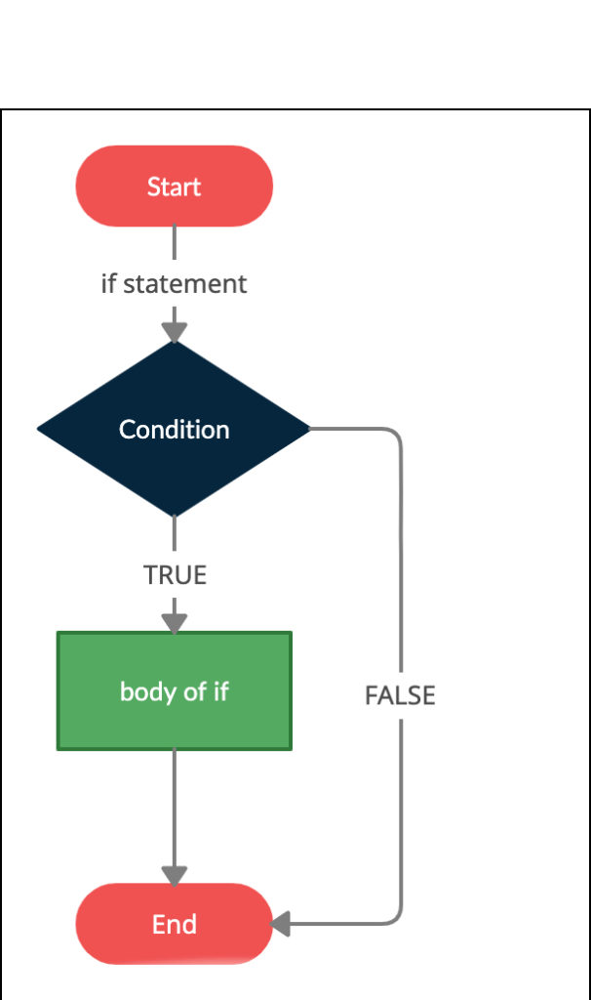 Start
if statement
Condition
TRUE
body of if
FALSE
End